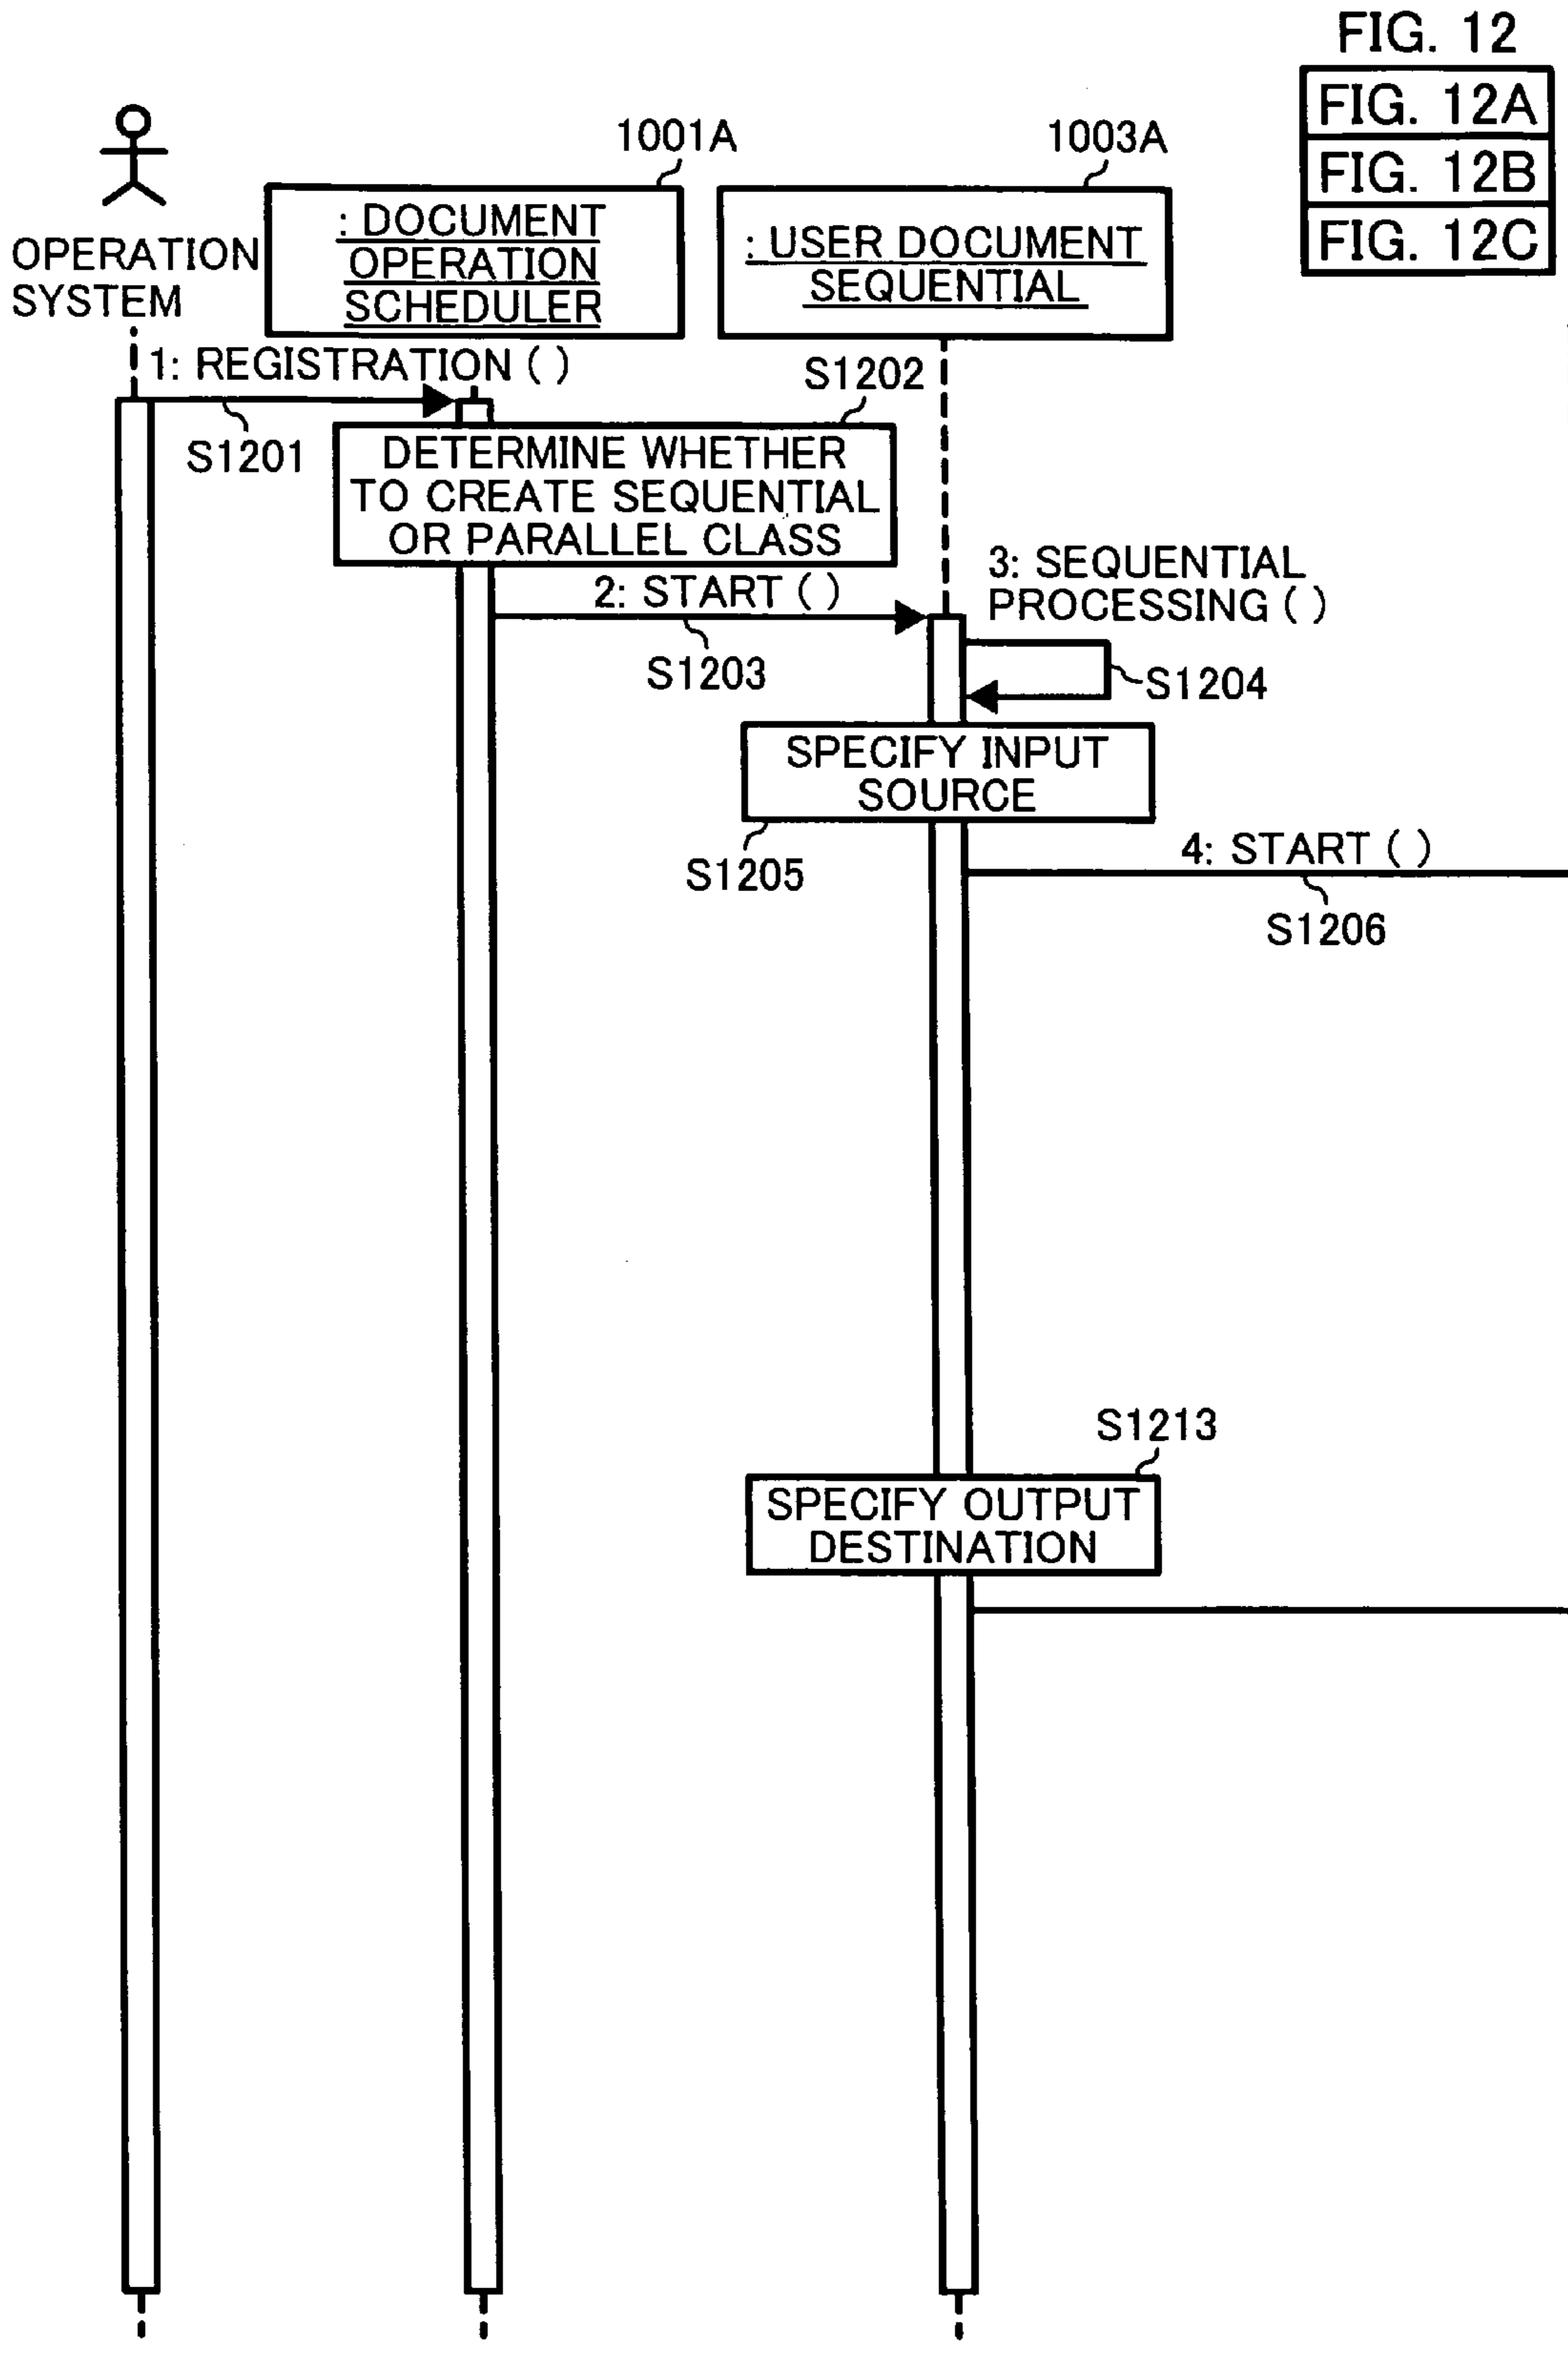 FIG. 12
FIG. 12A
FIG. 12B
FIG. 12C
OPERATION
SYSTEM
1001A
: DOCUMENT
OPERATION
SCHEDULER
1003A
: USER DOCUMENT
SEQUENTIAL
1: REGISTRATION ( )
S1201
S1202
DETERMINE WHETHER
TO CREATE SEQUENTIAL
OR PARALLEL CLASS
2: START ( )
S1203
3: SEQUENTIAL
PROCESSING ( )
S1204
SPECIFY INPUT
SOURCE
S1205
4: START ( )
S1206
S1213
SPECIFY OUTPUT
DESTINATION